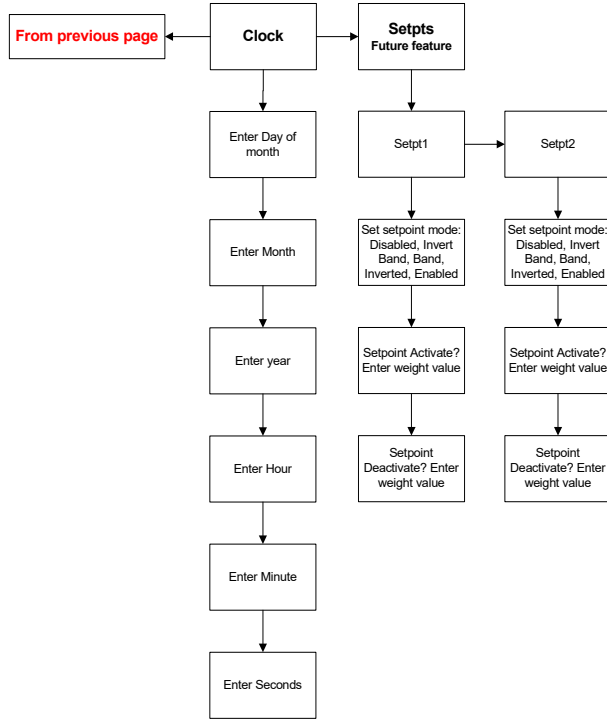 From previous page
Clock
Setpts
Future feature
Enter Day of
month
Setpt1
Setpt2
Enter Month
Set setpoint mode:
Disabled, Invert
Band, Band,
Inverted, Enabled
Set setpoint mode:
Disabled, Invert
Band, Band,
Inverted, Enabled
Enter year
Setpoint Activate?
Enter weight value
Setpoint Activate?
Enter weight value
Enter Hour
Setpoint
Deactivate? Enter
weight value
Setpoint
Deactivate? Enter
weight value
Enter Minute
Enter Seconds